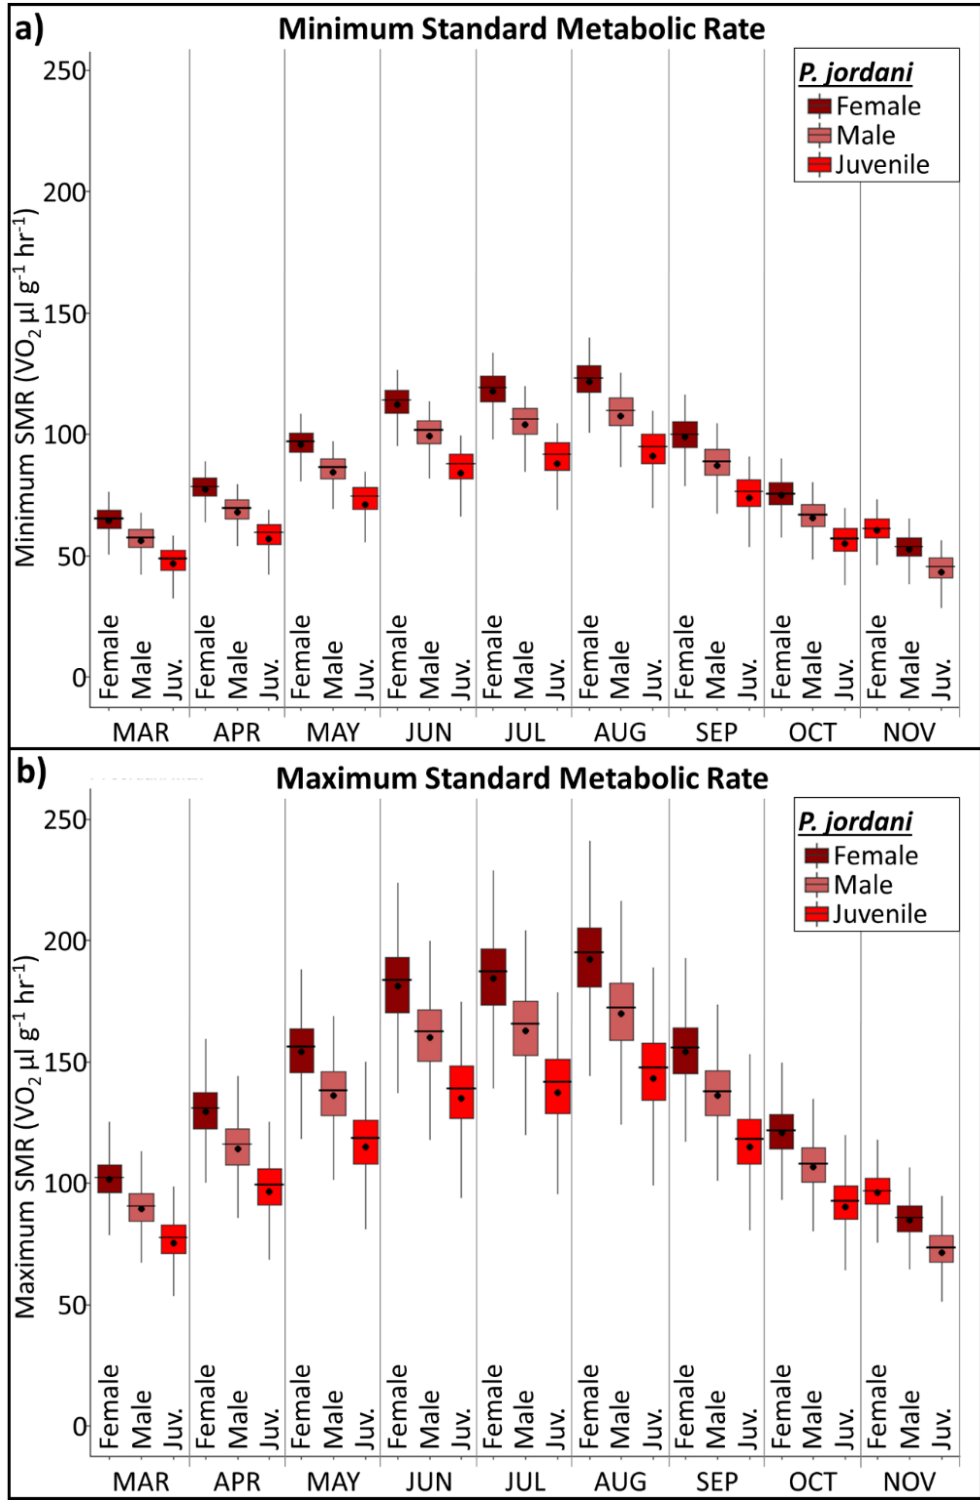 a) Minimum Standard Metabolic Rate
Minimum SMR (VO₂ µl g⁻¹ hr⁻¹)
250
200
150
100
50
0
P. jordani
Female
Male
Juvenile
Female Male Juv. Female Male Juv. Female Male Juv. Female Male Juv. Female Male Juv. Female Male Juv. Female Male Juv. Female Male Juv. Female Male Juv.
MAR APR MAY JUN JUL AUG SEP OCT NOV
b) Maximum Standard Metabolic Rate
Maximum SMR (VO₂ µl g⁻¹ hr⁻¹)
250
200
150
100
50
0
P. jordani
Female
Male
Juvenile
Female Male Juv. Female Male Juv. Female Male Juv. Female Male Juv. Female Male Juv. Female Male Juv. Female Male Juv. Female Male Juv. Female Male Juv.
MAR APR MAY JUN JUL AUG SEP OCT NOV